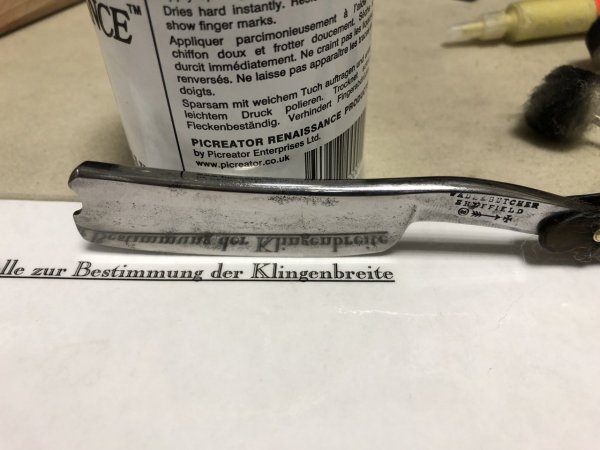 ANCE™
Dries hard instantly.
show finger marks.
Appliquer parcimonieusement à l'aide
chiffon doux et frotter doucement.
durcit immédiatement. Ne craint pas les
renversés. Ne laisse pas apparaître les
doigts.
Sparsam mit weichem Tuch auftragen und
leichtem Druck polieren.
Fleckenbeständig. Verhindert
PICREATOR RENAISSANCE
by Picreator Enterprises Ltd.
www.picreator.co.uk
WADE & BUTCHER
SHEFFIELD
Bestimmung der Klingenbreite
lle zur Bestimmung der Klingenbreite